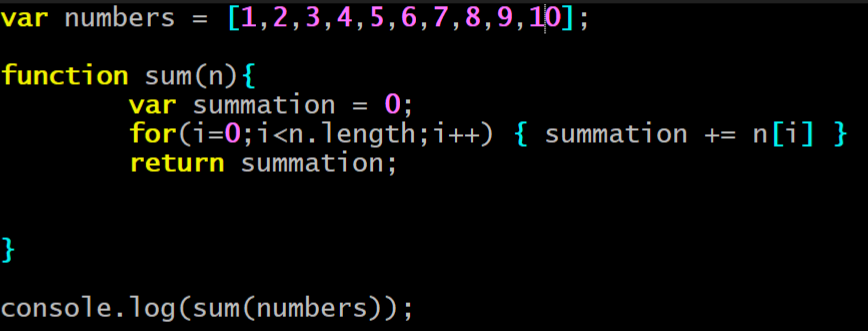 var numbers = [1,2,3,4,5,6,7,8,9,10];
function sum(n){
var summation = 0;
for(i=0;i<n.length;i++) { summation += n[i] }
return summation;
}
console.log(sum(numbers));